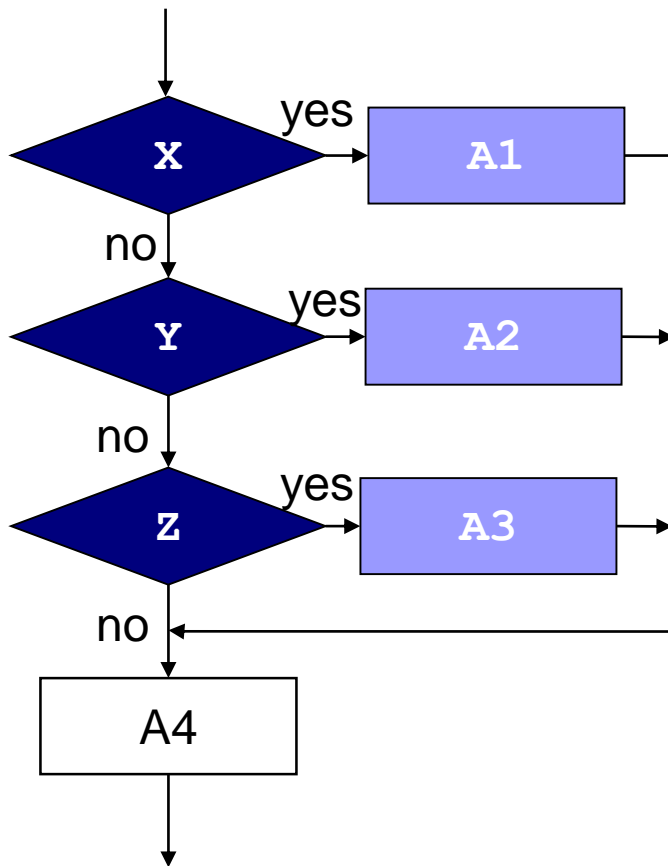 yes
X
A1
no
yes
Y
A2
no
yes
Z
A3
no
A4